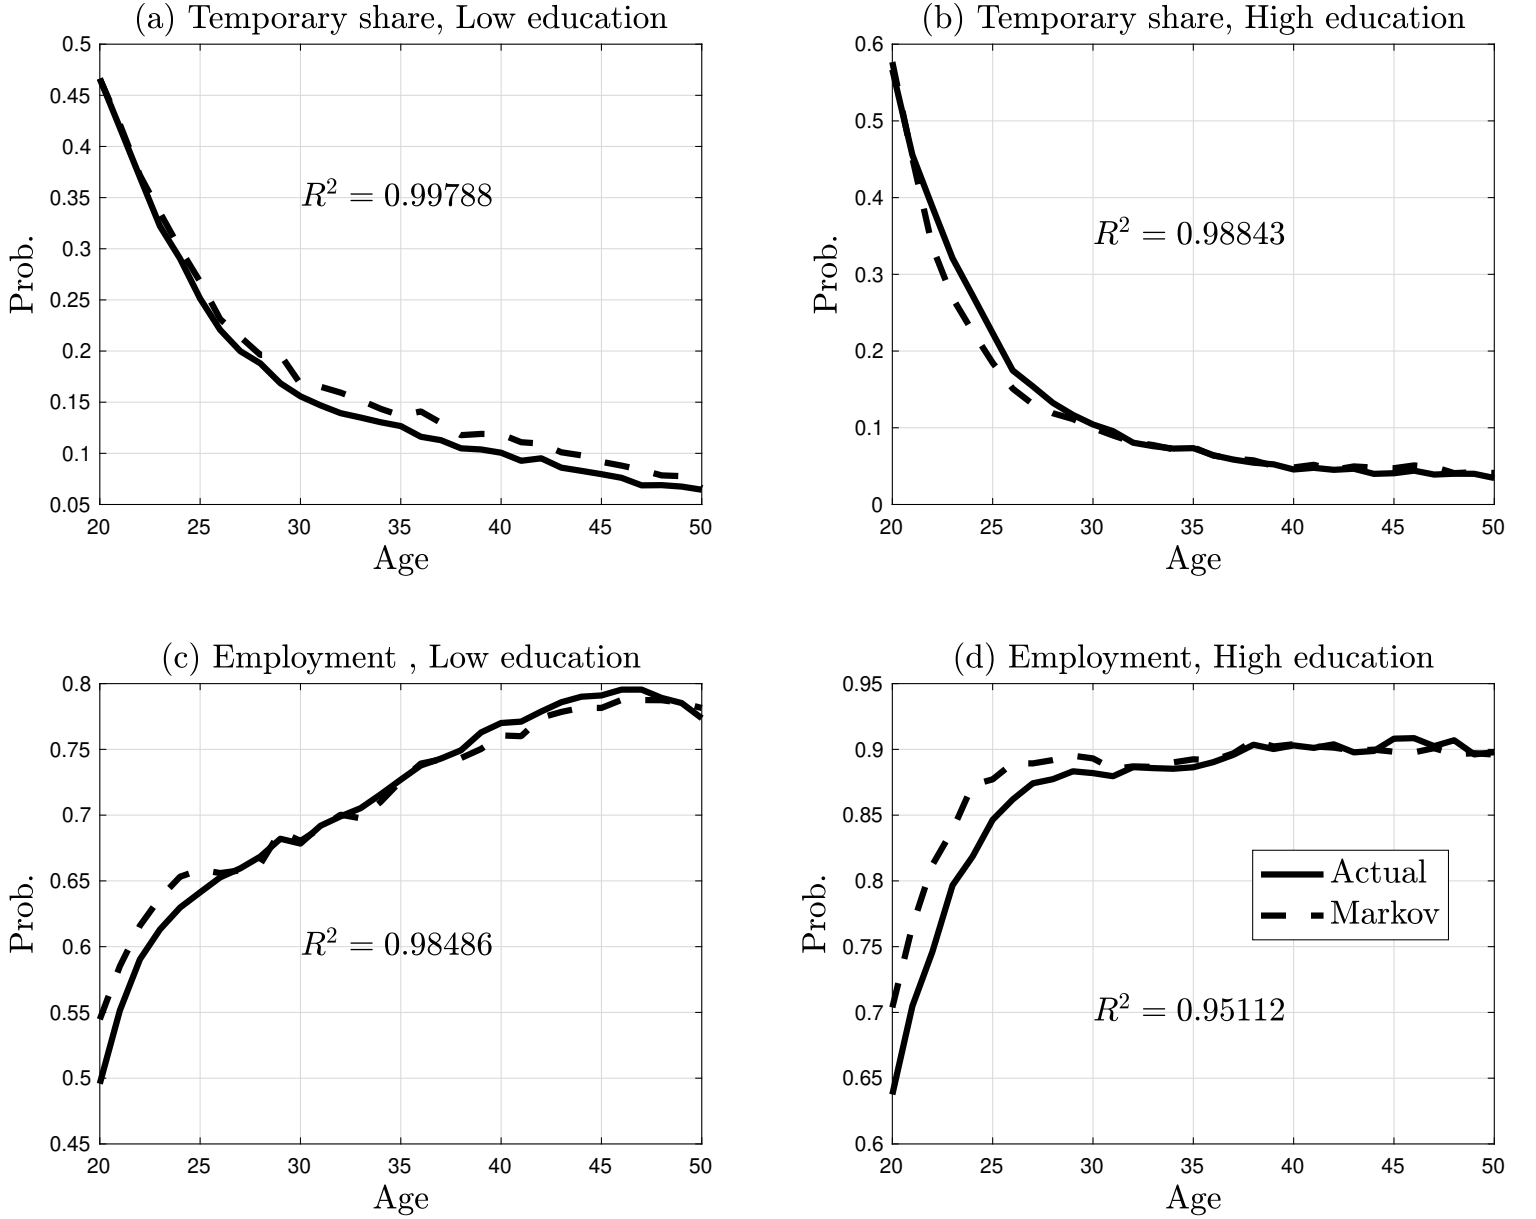 (a) Temporary share, Low education
0.5
0.45
0.4
0.35
0.3
0.25
0.2
0.15
0.1
0.05
Prob.
R² = 0.99788
20 25 30 35 40 45 50
Age
(b) Temporary share, High education
0.6
0.5
0.4
0.3
0.2
0.1
0
Prob.
R² = 0.98843
20 25 30 35 40 45 50
Age
(c) Employment , Low education
0.8
0.75
0.7
0.65
0.6
0.55
0.5
0.45
Prob.
R² = 0.98486
20 25 30 35 40 45 50
Age
(d) Employment, High education
0.95
0.9
0.85
0.8
0.75
0.7
0.65
0.6
Prob.
Actual
Markov
R² = 0.95112
20 25 30 35 40 45 50
Age